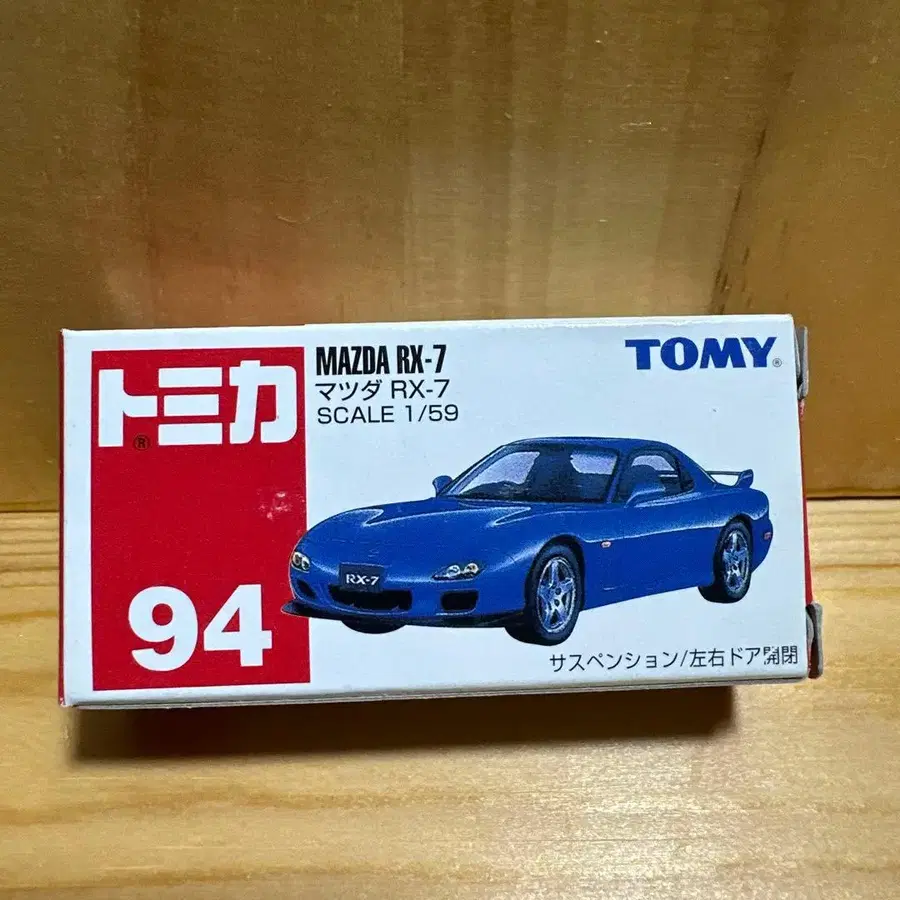 トミカ®
94
MAZDA RX-7
マツダ RX-7
SCALE 1/59
TOMY®
RX-7
サスペンション/左右ドア開閉